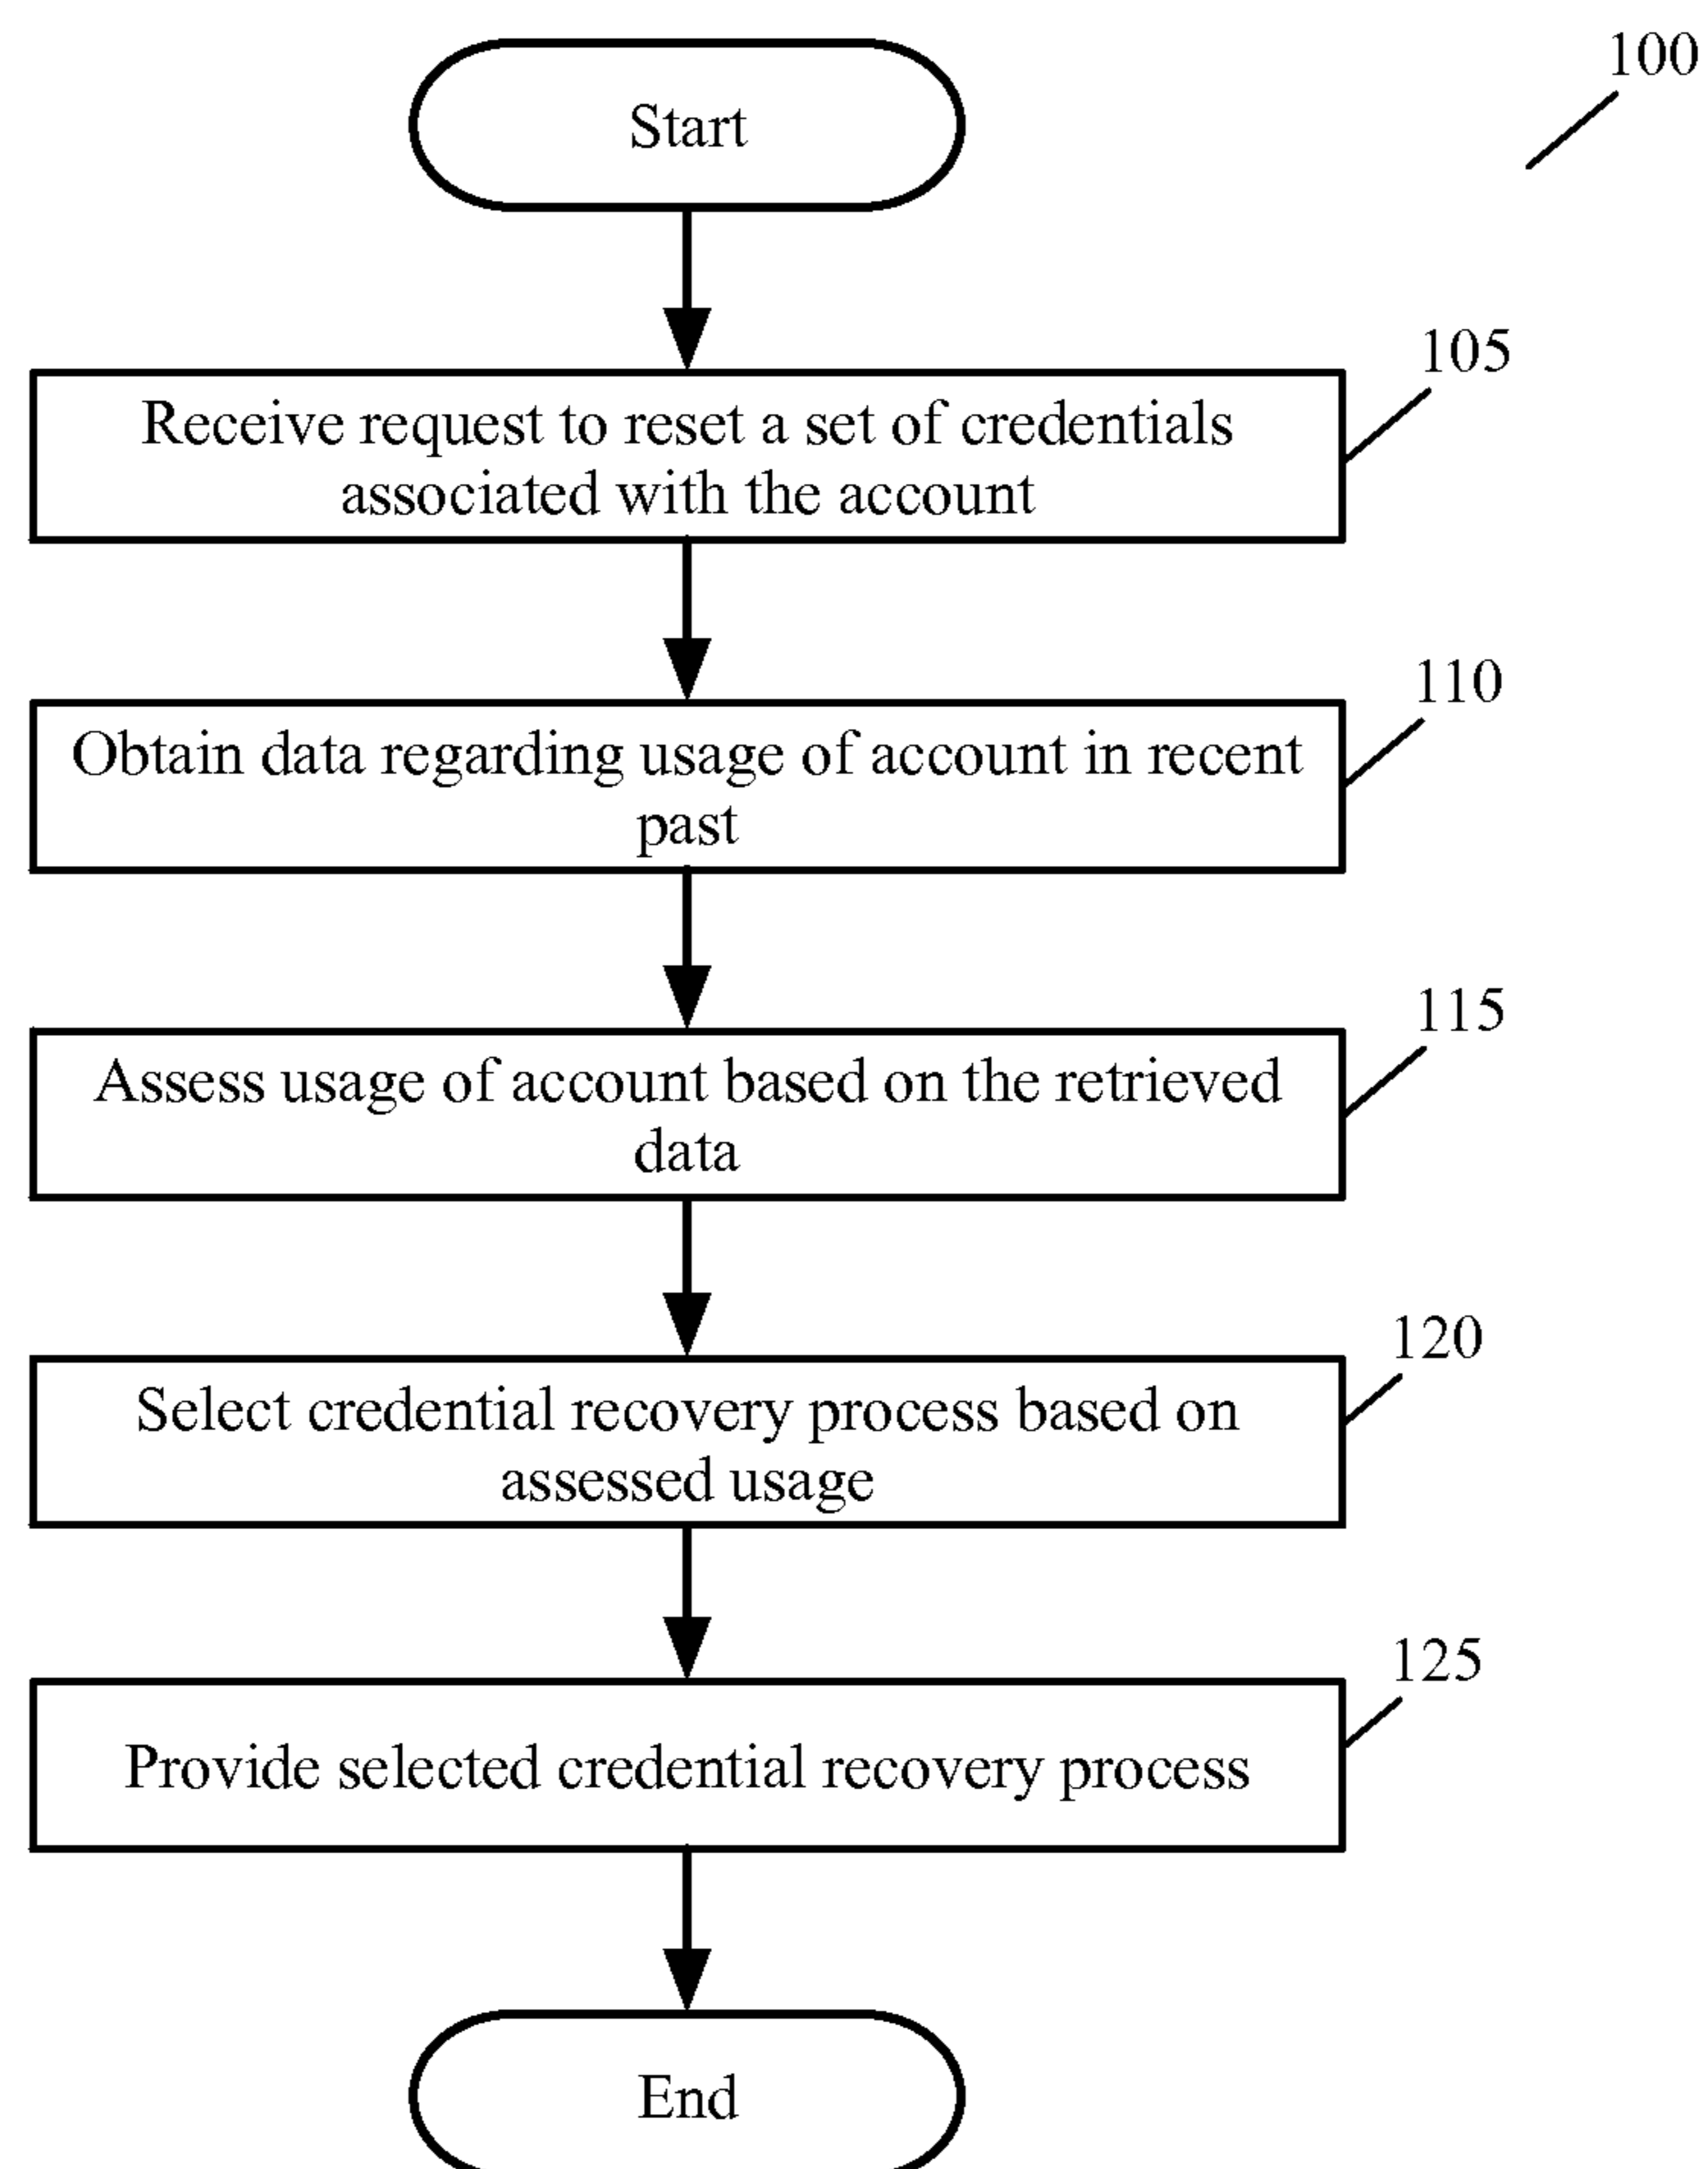 100
Start
105
Receive request to reset a set of credentials
associated with the account
110
Obtain data regarding usage of account in recent
past
115
Assess usage of account based on the retrieved
data
120
Select credential recovery process based on
assessed usage
125
Provide selected credential recovery process
End